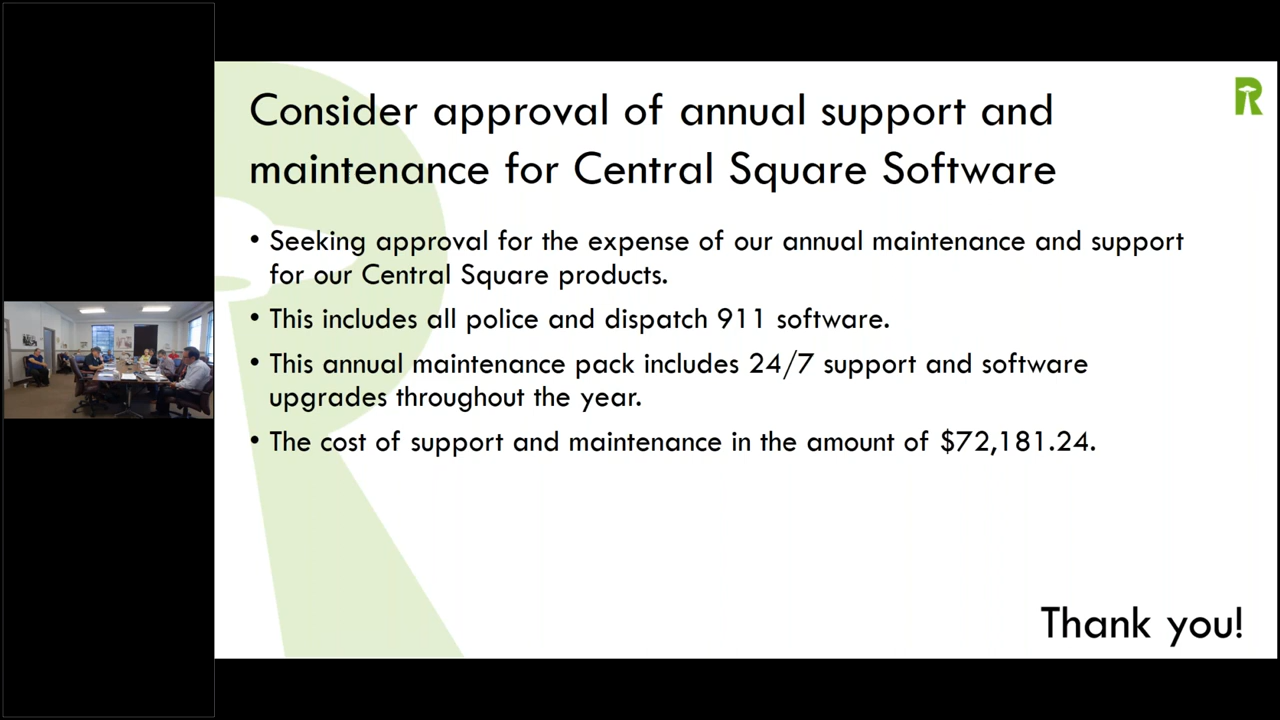 Consider approval of annual support and
maintenance for Central Square Software
• Seeking approval for the expense of our annual maintenance and support
for our Central Square products.
• This includes all police and dispatch 911 software.
• This annual maintenance pack includes 24/7 support and software
upgrades throughout the year.
• The cost of support and maintenance in the amount of $72,181.24.
Thank you!